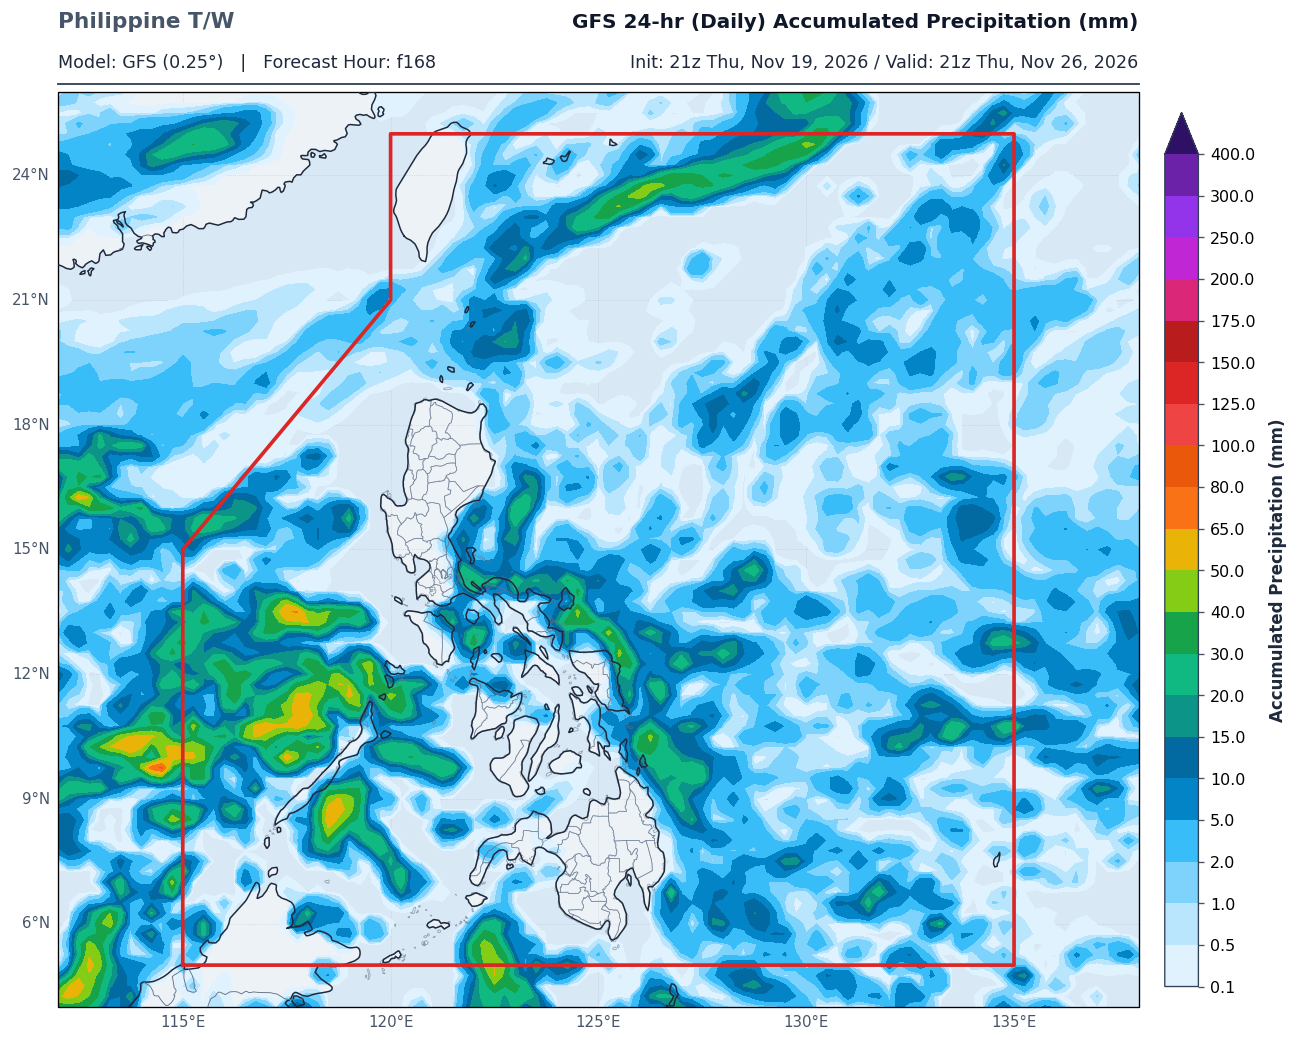 Philippine T/W
GFS 24-hr (Daily) Accumulated Precipitation (mm)
Model: GFS (0.25°)   |   Forecast Hour: f168
Init: 21z Thu, Nov 19, 2026 / Valid: 21z Thu, Nov 26, 2026
24°N
21°N
18°N
15°N
12°N
9°N
6°N
115°E
120°E
125°E
130°E
135°E
400.0
300.0
250.0
200.0
175.0
150.0
125.0
100.0
80.0
65.0
50.0
40.0
30.0
20.0
15.0
10.0
5.0
2.0
1.0
0.5
0.1
Accumulated Precipitation (mm)